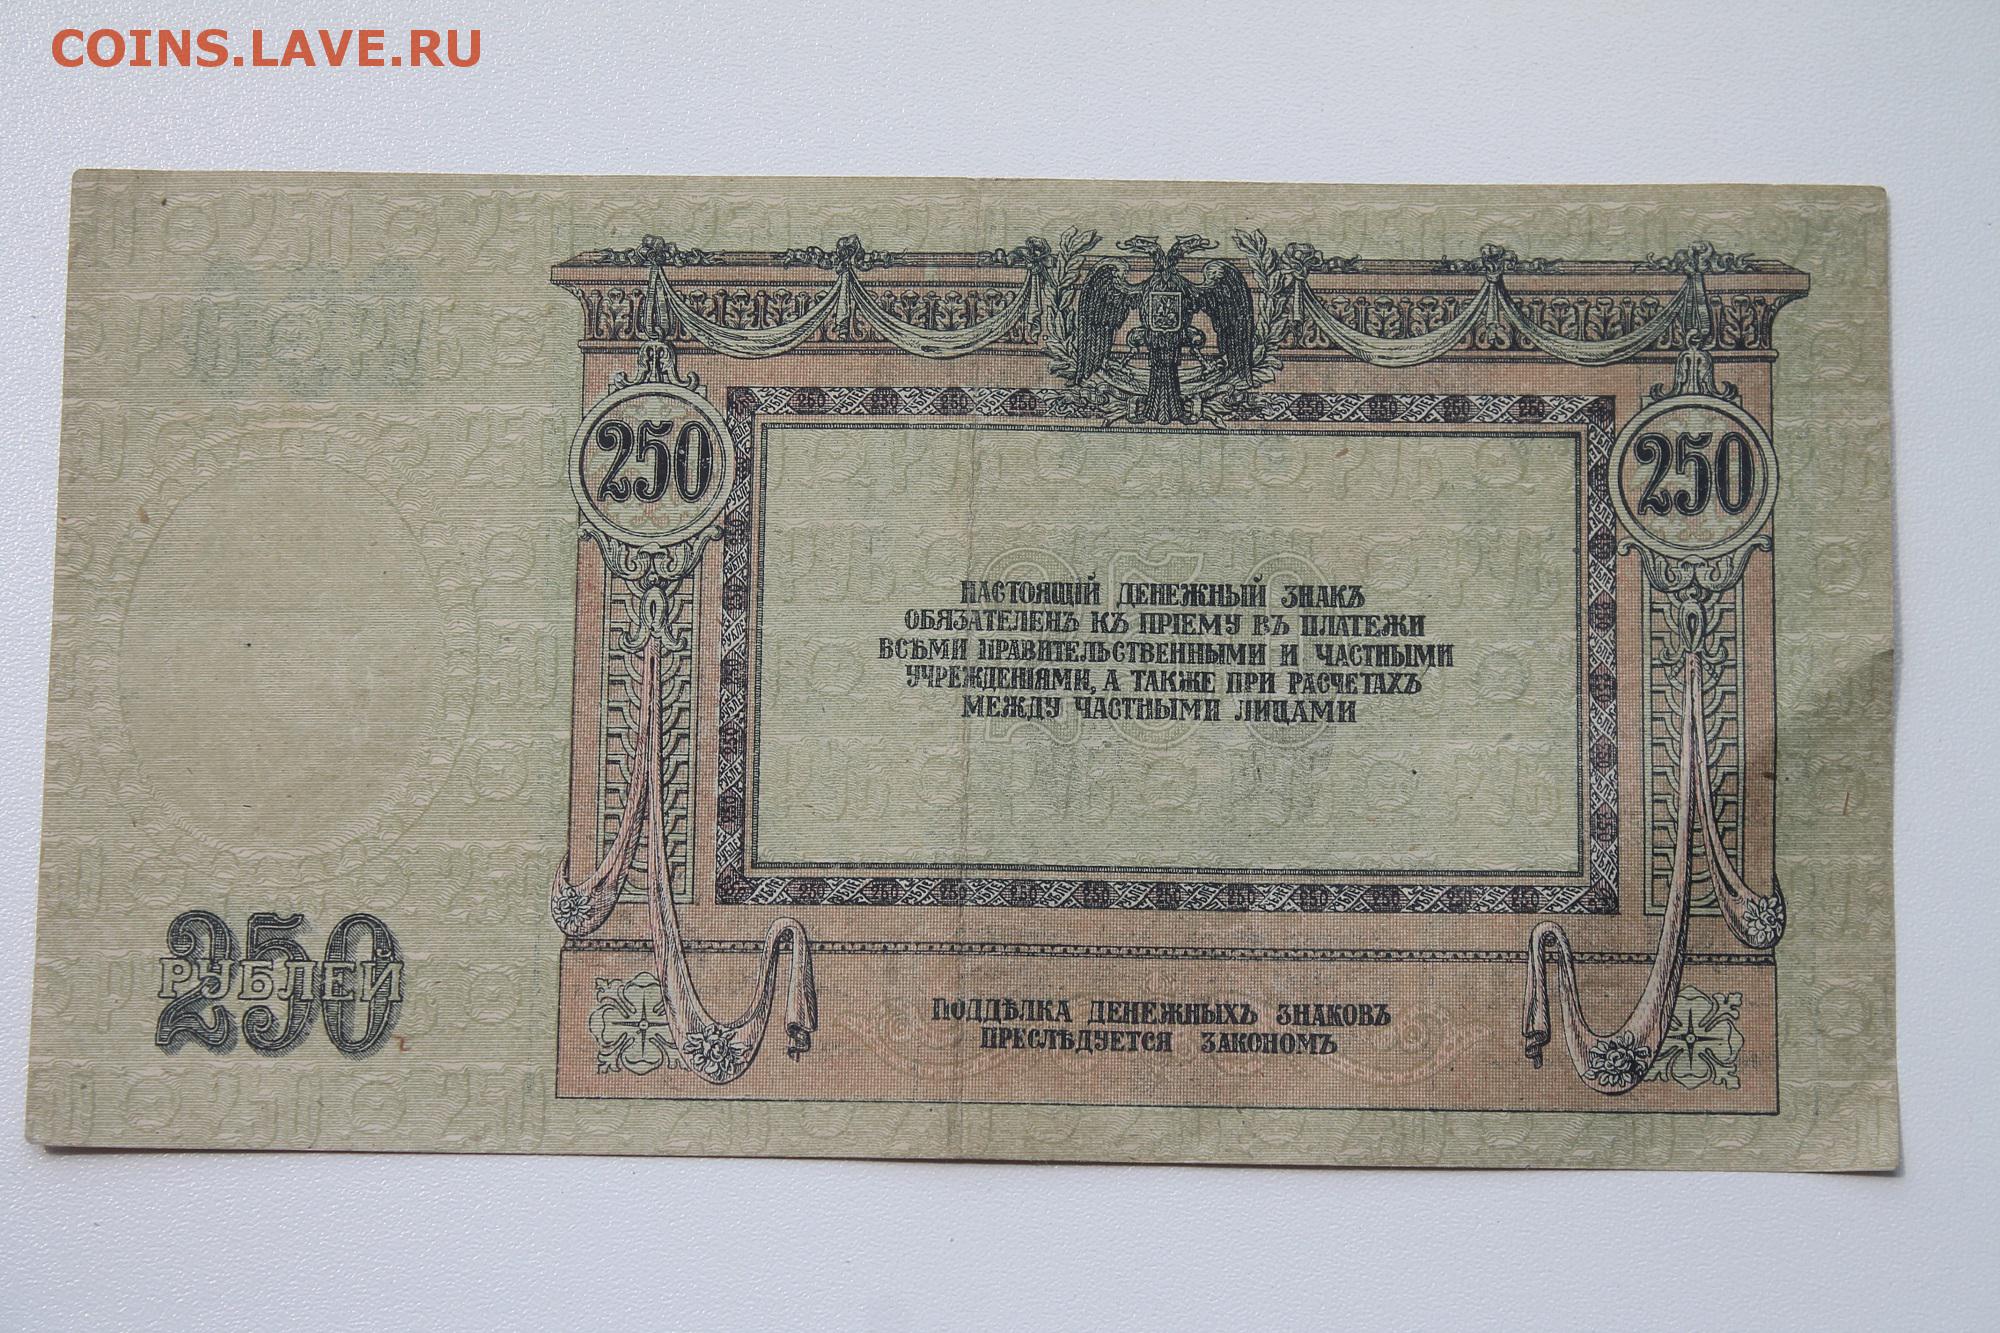 COINS.LAVE.RU
250
250
НАСТОЯЩІЙ ДЕНЕЖНЫЙ ЗНАКЪ
ОБЯЗАТЕЛЕНЪ КЪ ПРІЕМУ ВЪ ПЛАТЕЖИ
ВСѢМИ ПРАВИТЕЛЬСТВЕННЫМИ И ЧАСТНЫМИ
УЧРЕЖДЕНІЯМИ, А ТАКЖЕ ПРИ РАСЧЕТАХЪ
МЕЖДУ ЧАСТНЫМИ ЛИЦАМИ
250
РУБЛЕЙ
ПОДДѢЛКА ДЕНЕЖНЫХЪ ЗНАКОВЪ
ПРЕСЛѢДУЕТСЯ ЗАКОНОМЪ